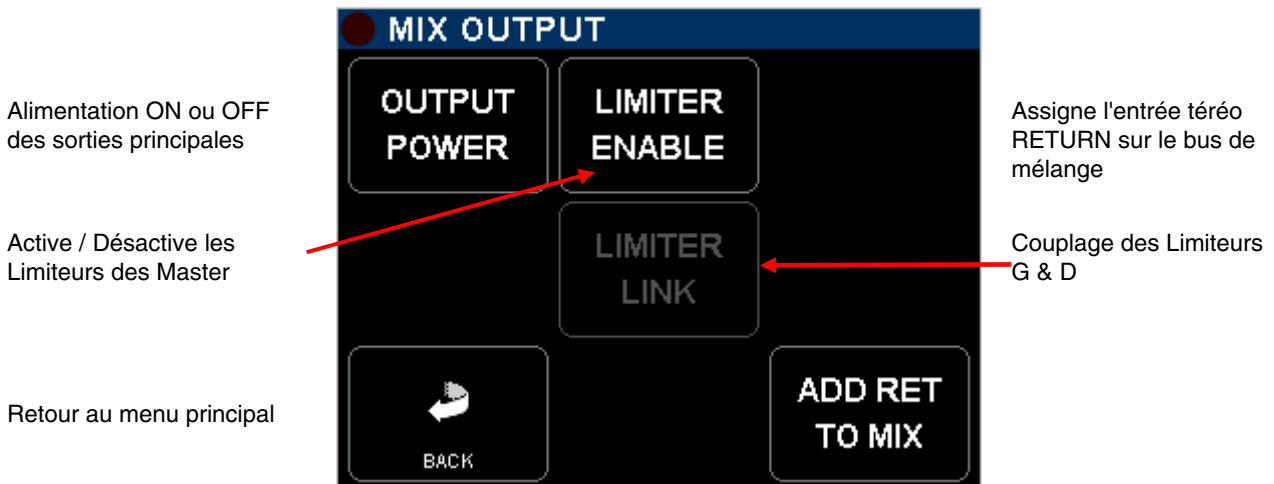 MIX OUTPUT
Alimentation ON ou OFF
des sorties principales
OUTPUT
POWER
LIMITER
ENABLE
Assigne l'entrée téréo
RETURN sur le bus de
mélange
Active / Désactive les
Limiteurs des Master
LIMITER
LINK
Couplage des Limiteurs
G & D
Retour au menu principal
BACK
ADD RET
TO MIX